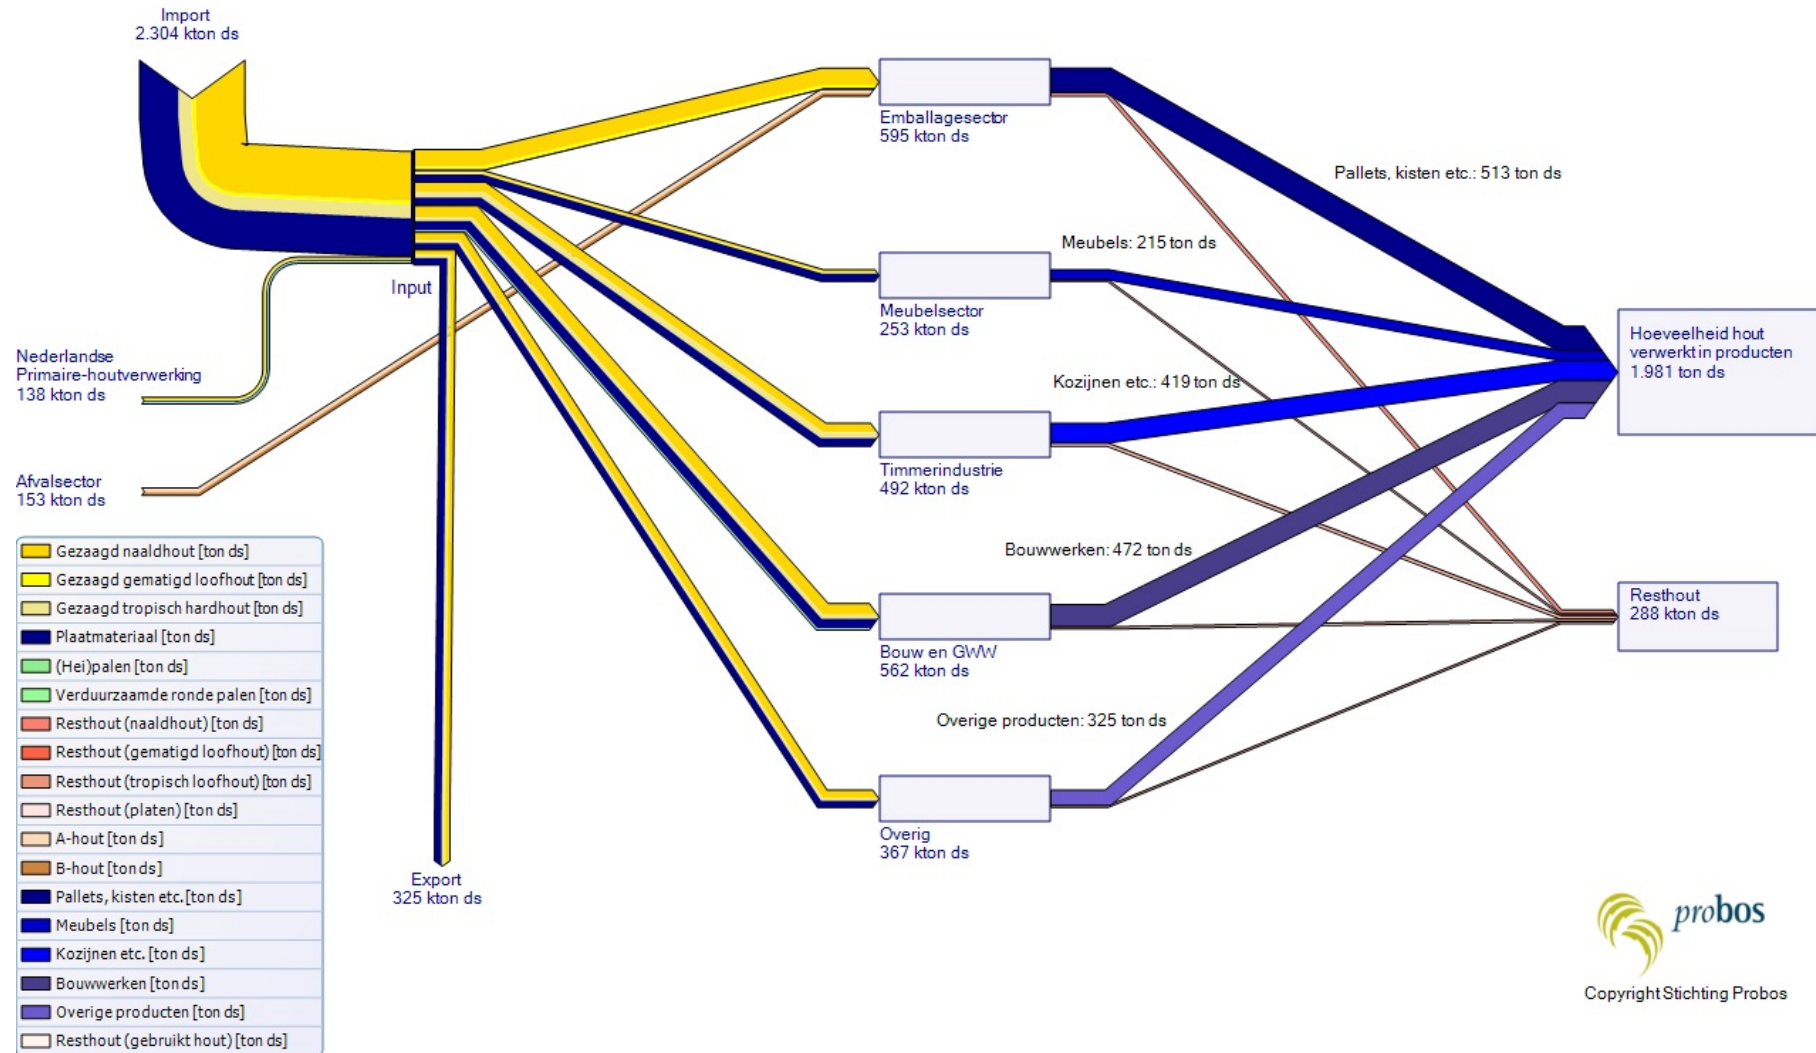 Import
2.304 kton ds
Emballagesector
595 kton ds
Pallets, kisten etc.: 513 ton ds
Meubels: 215 ton ds
Input
Meubelsector
253 kton ds
Hoeveelheid hout
verwerkt in producten
1.981 ton ds
Nederlandse
Primaire-houtverwerking
138 kton ds
Kozijnen etc.: 419 ton ds
Afvalsector
153 kton ds
Timmerindustrie
492 kton ds
Bouwwerken: 472 ton ds
Resthout
288 kton ds
Bouw en GWW
562 kton ds
Overige producten: 325 ton ds
Overig
367 kton ds
Export
325 kton ds
Gezaagd naaldhout [ton ds]
Gezaagd gematigd loofhout [ton ds]
Gezaagd tropisch hardhout [ton ds]
Plaatmateriaal [ton ds]
(Hei)palen [ton ds]
Verduurzaamde ronde palen [ton ds]
Resthout (naaldhout) [ton ds]
Resthout (gematigd loofhout) [ton ds]
Resthout (tropisch loofhout) [ton ds]
Resthout (platen) [ton ds]
A-hout [ton ds]
B-hout [ton ds]
Pallets, kisten etc. [ton ds]
Meubels [ton ds]
Kozijnen etc. [ton ds]
Bouwwerken [ton ds]
Overige producten [ton ds]
Resthout (gebruikt hout) [ton ds]
probos
Copyright Stichting Probos